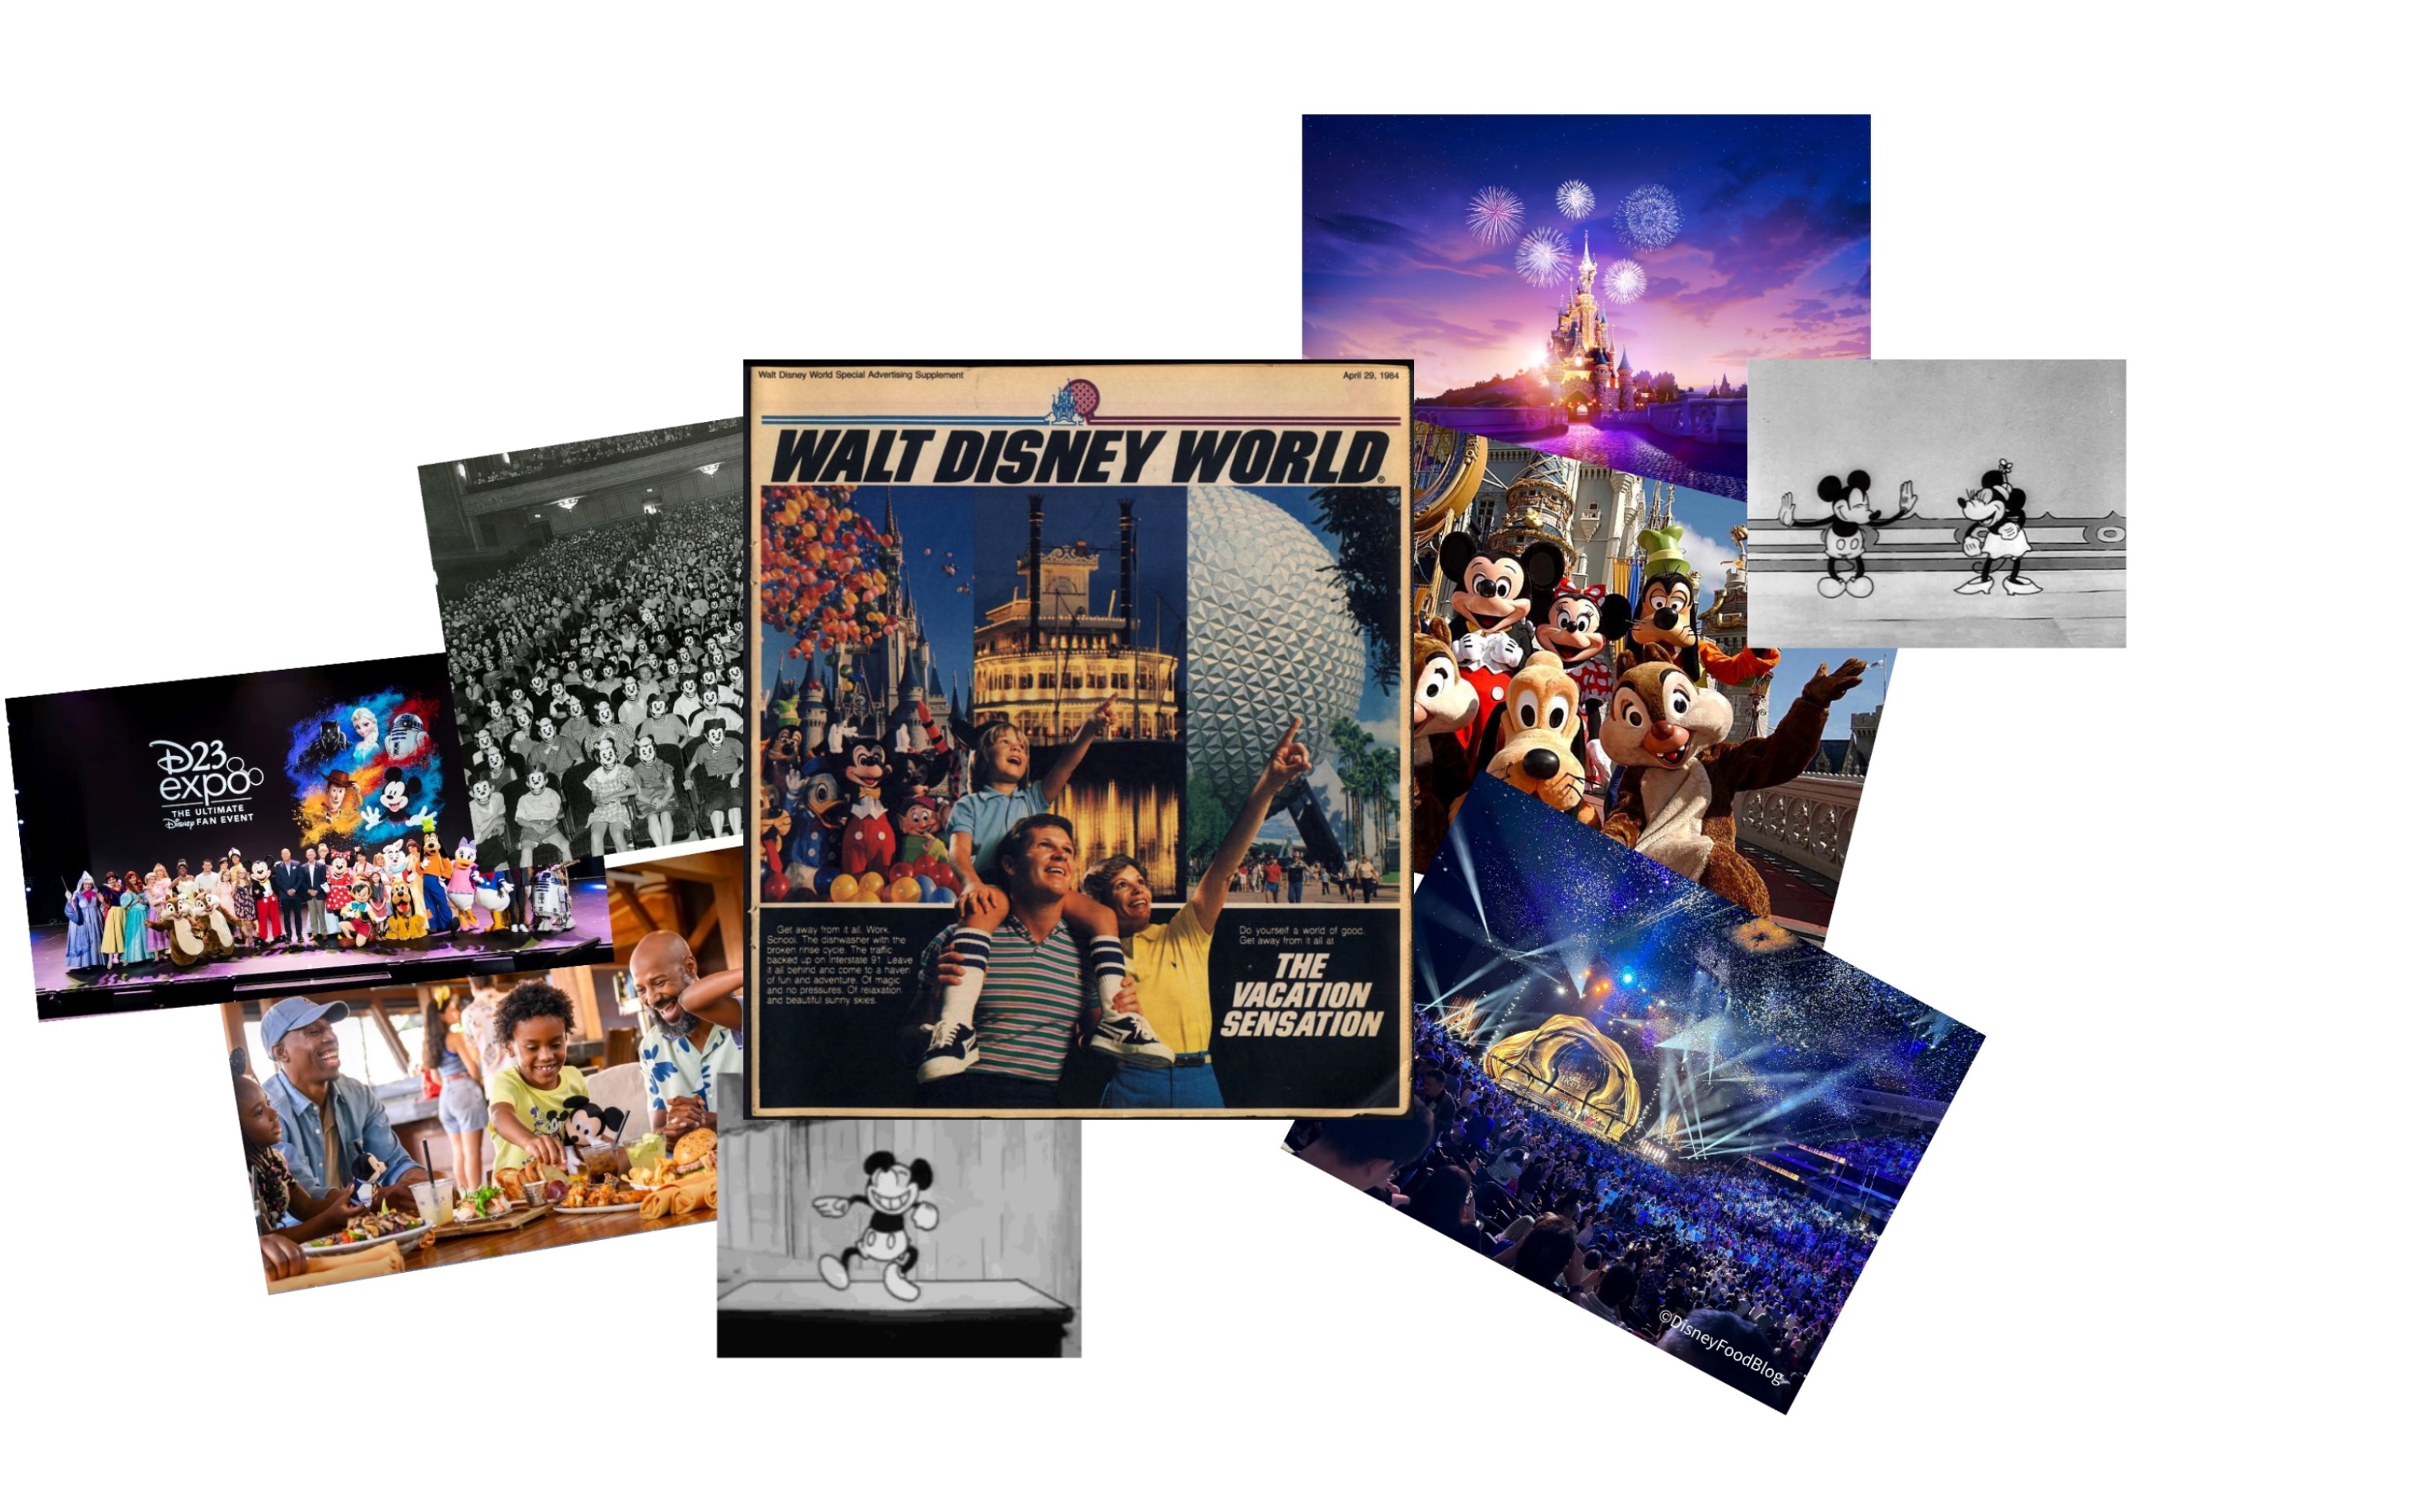 Walt Disney World Special Advertising Supplement
April 29, 1984
WALT DISNEY WORLD®
D23
expo
THE ULTIMATE
Disney FAN EVENT
Get away from it all. Work.
School. The dishwasher with the
broken rinse cycle. The traffic
backed up on Interstate 91. Leave
it all behind and come to a haven
of fun and adventure. Of magic
and no pressures. Of relaxation
and beautiful sunny skies.
Do yourself a world of good.
Get away from it all at
THE
VACATION
SENSATION
©DisneyFoodBlog